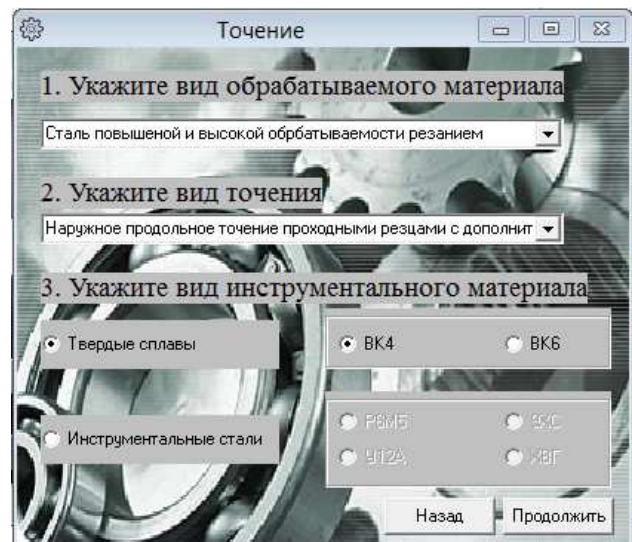 Точение
1. Укажите вид обрабатываемого материала
Сталь повышеной и высокой обрбатываемости резанием
2. Укажите вид точения
Наружное продольное точение проходными резцами с дополнит
3. Укажите вид инструментального материала
Твердые сплавы
ВК4 ВК6
Инструментальные стали
Р6М5 9ХС
У12А ХВГ
Назад Продолжить